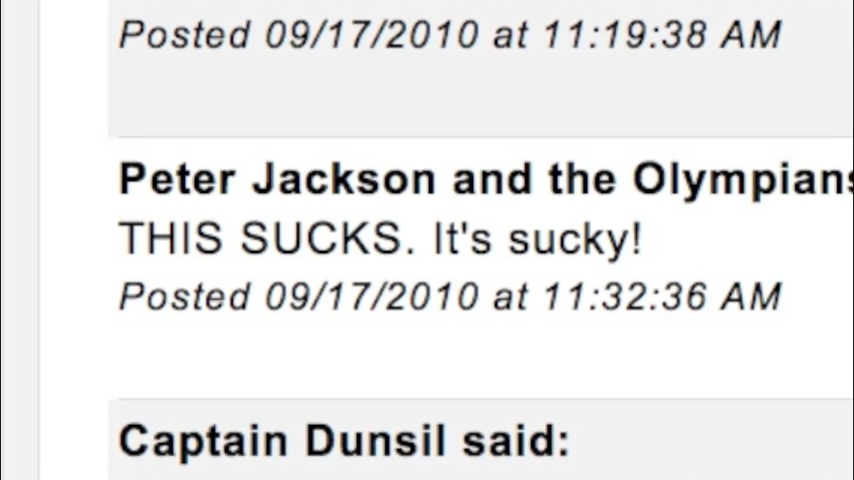 Posted 09/17/2010 at 11:19:38 AM
Peter Jackson and the Olympians
THIS SUCKS. It's sucky!
Posted 09/17/2010 at 11:32:36 AM
Captain Dunsil said: